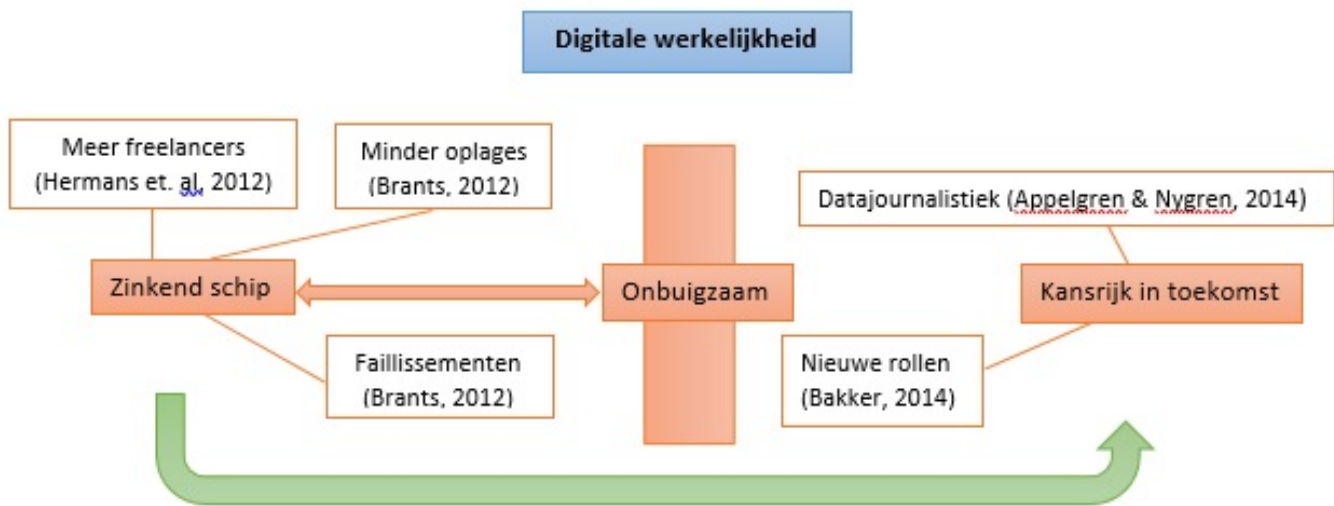 Digitale werkelijkheid
Meer freelancers
(Hermans et. al, 2012)
Minder oplages
(Brants, 2012)
Datajournalistiek (Appelgren & Nygren, 2014)
Zinkend schip
Onbuigzaam
Kansrijk in toekomst
Faillissementen
(Brants, 2012)
Nieuwe rollen
(Bakker, 2014)